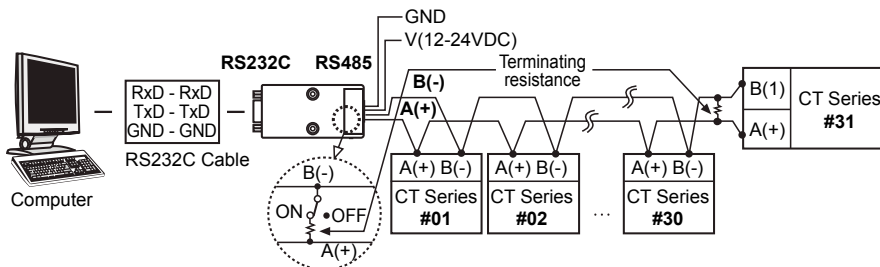 GND
V(12-24VDC)
RS232C RS485
Terminating
resistance
B(-)
A(+)
RxD - RxD
TxD - TxD
GND - GND
RS232C Cable
Computer
B(1)
A(+)
CT Series
#31
A(+) B(-)
CT Series
#01
A(+) B(-)
CT Series
#02
...
A(+) B(-)
CT Series
#30
B(-)
ON OFF
A(+)